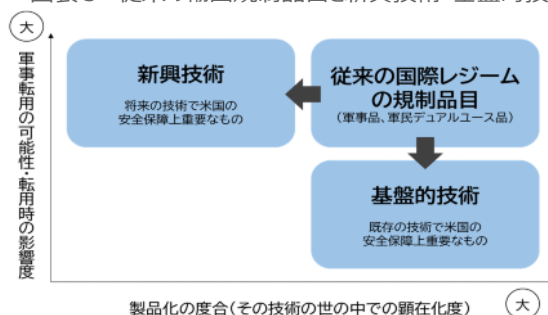 大
軍事転用の可能性・転用時の影響度
新興技術
将来の技術で米国の
安全保障上重要なもの
従来の国際レジーム
の規制品目
(軍事品、軍民デュアルユース品)
基盤的技術
既存の技術で米国の
安全保障上重要なもの
製品化の度合(その技術の世の中での顕在化度)
大